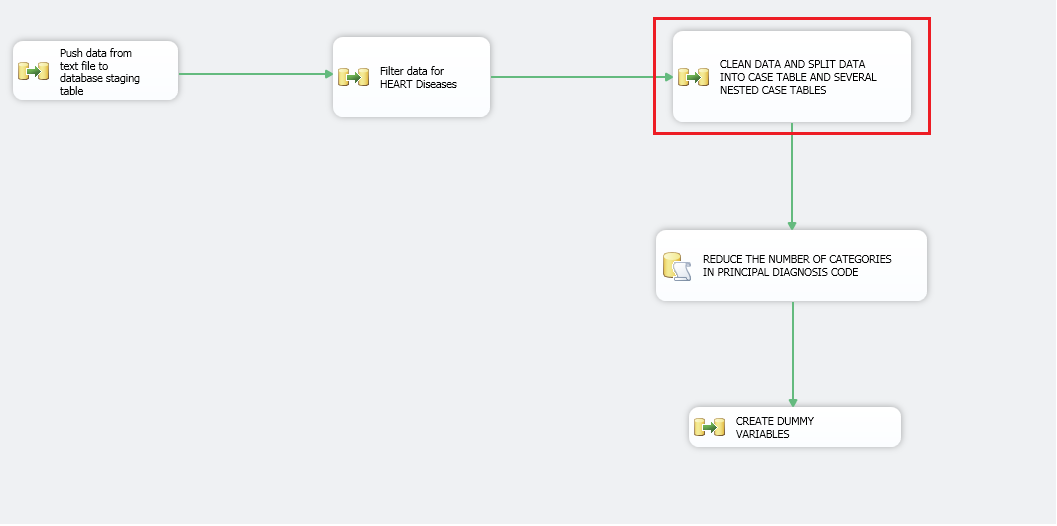 Push data from
text file to
database staging
table
Filter data for
HEART Diseases
CLEAN DATA AND SPLIT DATA
INTO CASE TABLE AND SEVERAL
NESTED CASE TABLES
REDUCE THE NUMBER OF CATEGORIES
IN PRINCIPAL DIAGNOSIS CODE
CREATE DUMMY
VARIABLES